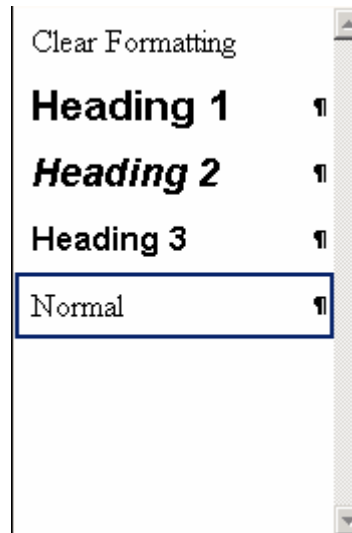 Clear Formatting
Heading 1 ¶
Heading 2 ¶
Heading 3 ¶
Normal ¶